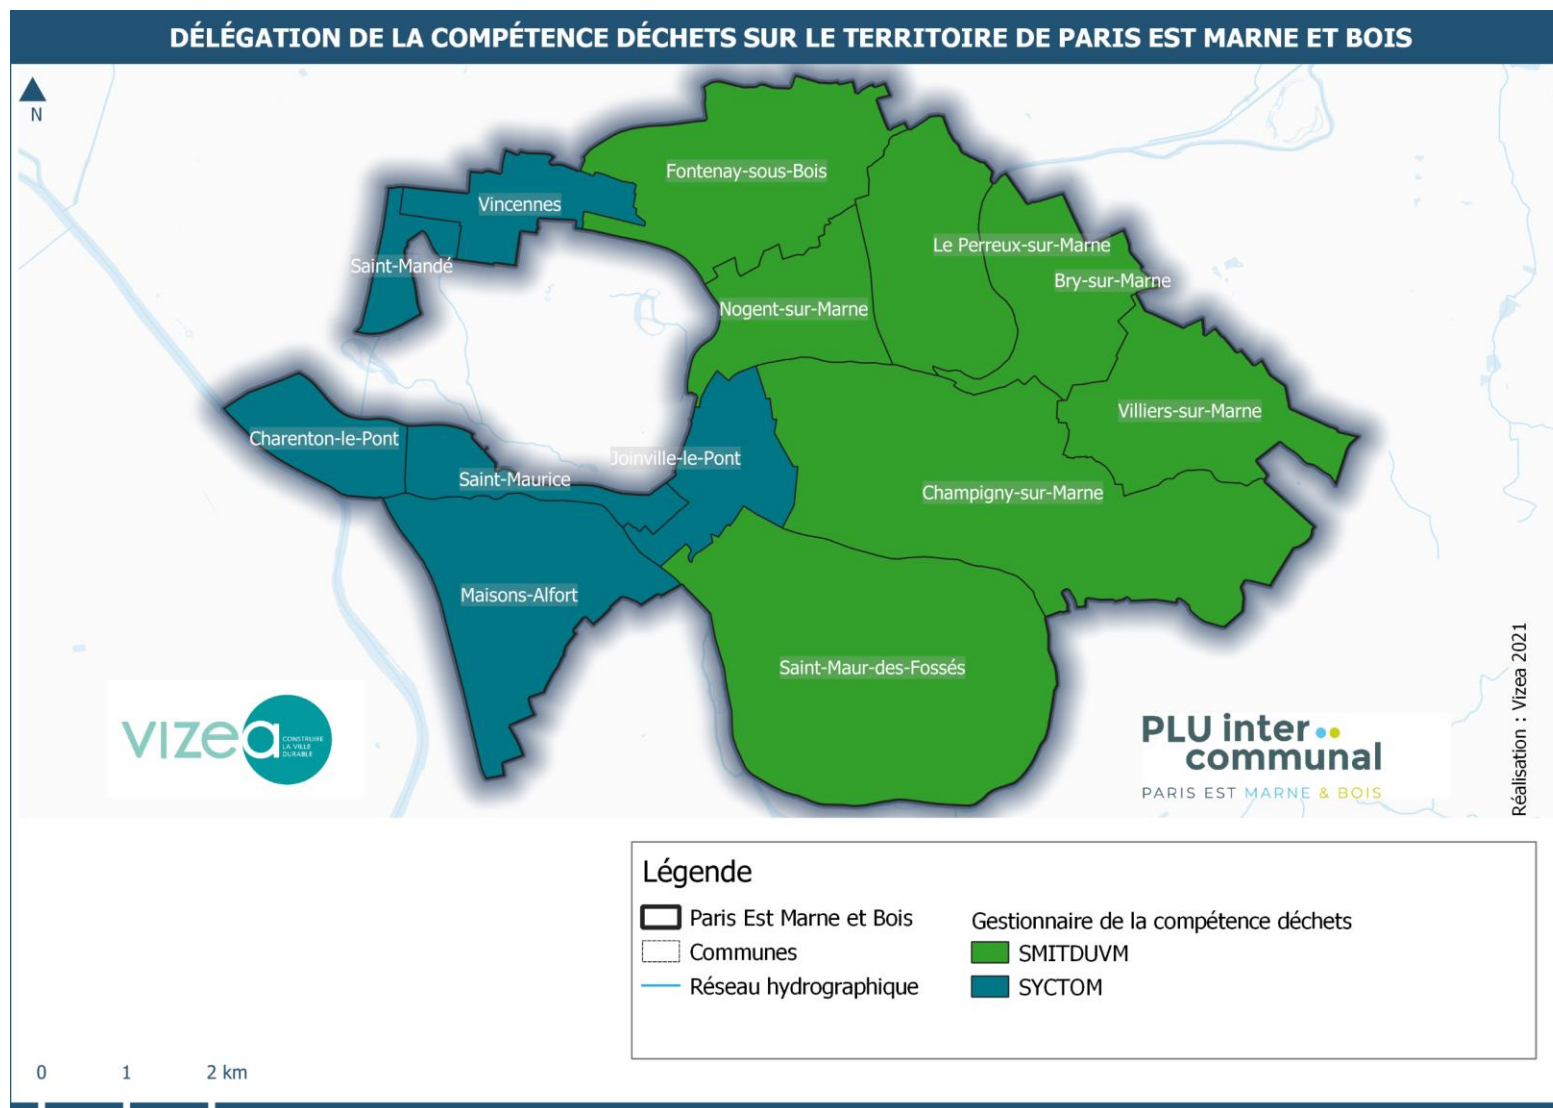 DÉLÉGATION DE LA COMPÉTENCE DÉCHETS SUR LE TERRITOIRE DE PARIS EST MARNE ET BOIS
N
Fontenay-sous-Bois
Vincennes
Le Perreux-sur-Marne
Saint-Mandé
Bry-sur-Marne
Nogent-sur-Marne
Villiers-sur-Marne
Charenton-le-Pont
Joinville-le-Pont
Saint-Maurice
Champigny-sur-Marne
Maisons-Alfort
Saint-Maur-des-Fossés
vizea
CONSTRUIRE
LA VILLE
DURABLE
PLU inter
communal
PARIS EST MARNE & BOIS
Réalisation : Vizea 2021
Légende
Paris Est Marne et Bois
Communes
Réseau hydrographique
Gestionnaire de la compétence déchets
SMITDUVM
SYCTOM
0 1 2 km